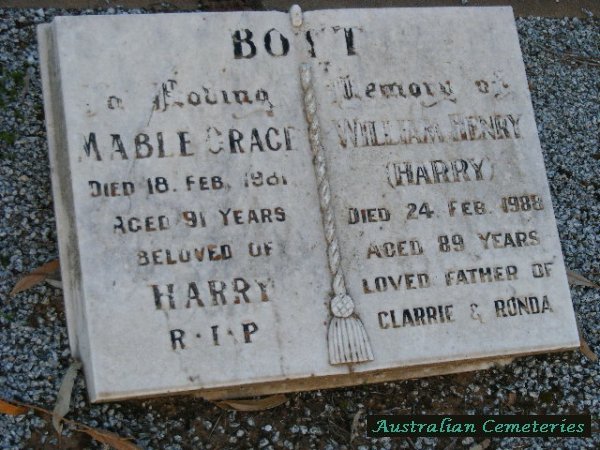 BOYT
In Loving Memory of
MABLE GRACE
DIED 18. FEB. 1981
AGED 91 YEARS
BELOVED OF
HARRY
R·I·P
WILLIAM HENRY
(HARRY)
DIED 24. FEB. 1988
AGED 89 YEARS
LOVED FATHER OF
CLARRIE & RONDA
Australian Cemeteries